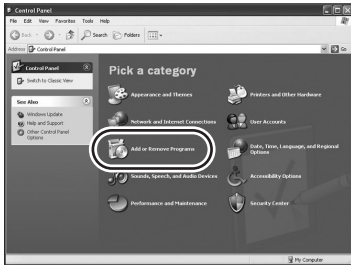 Control Panel
File Edit View Favorites Tools Help
Back Search Folders
Address Control Panel Go
Control Panel
Switch to Classic View
See Also
Windows Update
Help and Support
Other Control Panel
Options
Pick a category
Appearance and Themes
Printers and Other Hardware
Network and Internet Connections
User Accounts
Add or Remove Programs
Date, Time, Language, and Regional
Options
Sounds, Speech, and Audio Devices
Accessibility Options
Performance and Maintenance
Security Center
My Computer